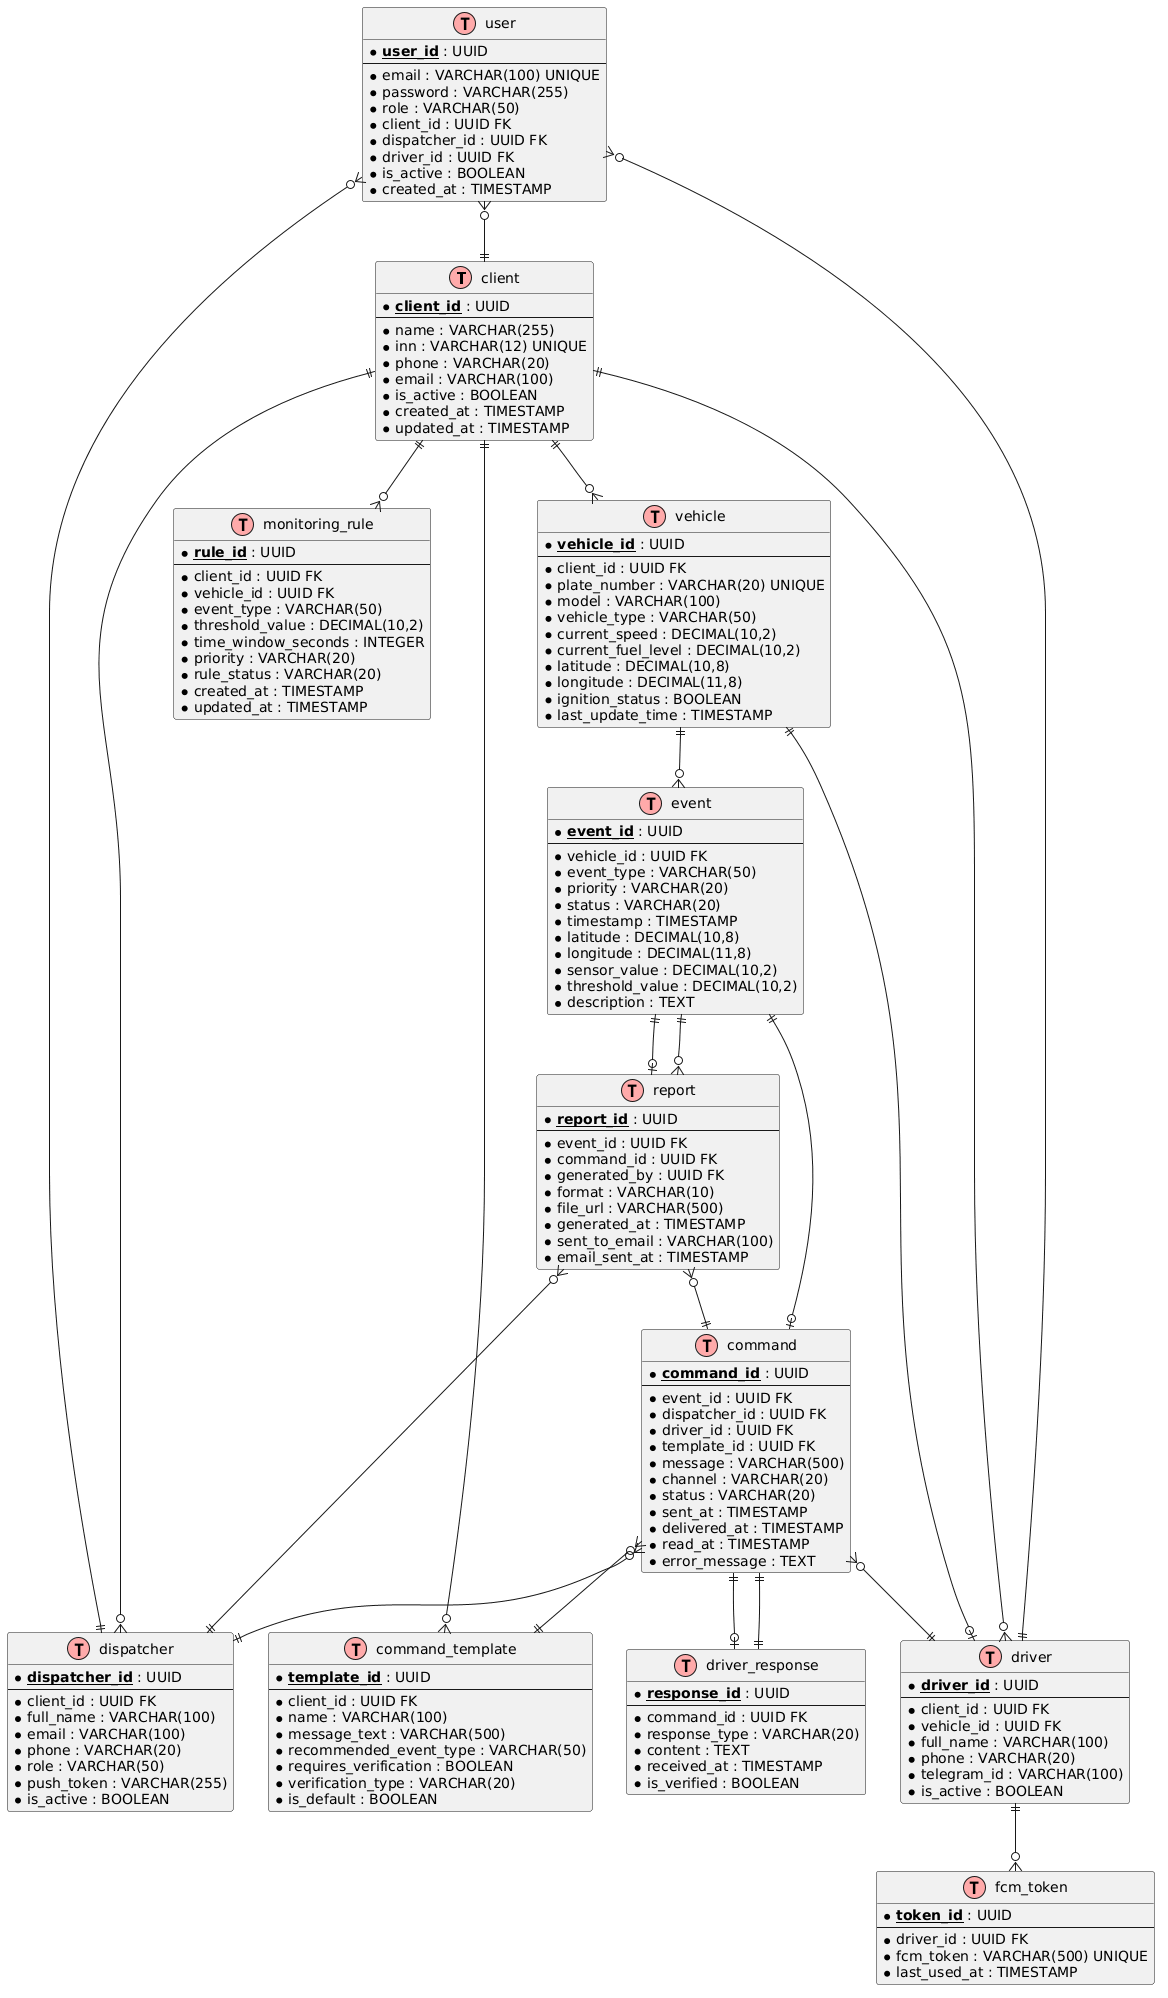 T user
* user_id : UUID
* email : VARCHAR(100) UNIQUE
* password : VARCHAR(255)
* role : VARCHAR(50)
* client_id : UUID FK
* dispatcher_id : UUID FK
* driver_id : UUID FK
* is_active : BOOLEAN
* created_at : TIMESTAMP
T client
* client_id : UUID
* name : VARCHAR(255)
* inn : VARCHAR(12) UNIQUE
* phone : VARCHAR(20)
* email : VARCHAR(100)
* is_active : BOOLEAN
* created_at : TIMESTAMP
* updated_at : TIMESTAMP
T monitoring_rule
* rule_id : UUID
* client_id : UUID FK
* vehicle_id : UUID FK
* event_type : VARCHAR(50)
* threshold_value : DECIMAL(10,2)
* time_window_seconds : INTEGER
* priority : VARCHAR(20)
* rule_status : VARCHAR(20)
* created_at : TIMESTAMP
* updated_at : TIMESTAMP
T vehicle
* vehicle_id : UUID
* client_id : UUID FK
* plate_number : VARCHAR(20) UNIQUE
* model : VARCHAR(100)
* vehicle_type : VARCHAR(50)
* current_speed : DECIMAL(10,2)
* current_fuel_level : DECIMAL(10,2)
* latitude : DECIMAL(10,8)
* longitude : DECIMAL(11,8)
* ignition_status : BOOLEAN
* last_update_time : TIMESTAMP
T event
* event_id : UUID
* vehicle_id : UUID FK
* event_type : VARCHAR(50)
* priority : VARCHAR(20)
* status : VARCHAR(20)
* timestamp : TIMESTAMP
* latitude : DECIMAL(10,8)
* longitude : DECIMAL(11,8)
* sensor_value : DECIMAL(10,2)
* threshold_value : DECIMAL(10,2)
* description : TEXT
T report
* report_id : UUID
* event_id : UUID FK
* command_id : UUID FK
* generated_by : UUID FK
* format : VARCHAR(10)
* file_url : VARCHAR(500)
* generated_at : TIMESTAMP
* sent_to_email : VARCHAR(100)
* email_sent_at : TIMESTAMP
T command
* command_id : UUID
* event_id : UUID FK
* dispatcher_id : UUID FK
* driver_id : UUID FK
* template_id : UUID FK
* message : VARCHAR(500)
* channel : VARCHAR(20)
* status : VARCHAR(20)
* sent_at : TIMESTAMP
* delivered_at : TIMESTAMP
* read_at : TIMESTAMP
* error_message : TEXT
T dispatcher
* dispatcher_id : UUID
* client_id : UUID FK
* full_name : VARCHAR(100)
* email : VARCHAR(100)
* phone : VARCHAR(20)
* role : VARCHAR(50)
* push_token : VARCHAR(255)
* is_active : BOOLEAN
T command_template
* template_id : UUID
* client_id : UUID FK
* name : VARCHAR(100)
* message_text : VARCHAR(500)
* recommended_event_type : VARCHAR(50)
* requires_verification : BOOLEAN
* verification_type : VARCHAR(20)
* is_default : BOOLEAN
T driver_response
* response_id : UUID
* command_id : UUID FK
* response_type : VARCHAR(20)
* content : TEXT
* received_at : TIMESTAMP
* is_verified : BOOLEAN
T driver
* driver_id : UUID
* client_id : UUID FK
* vehicle_id : UUID FK
* full_name : VARCHAR(100)
* phone : VARCHAR(20)
* telegram_id : VARCHAR(100)
* is_active : BOOLEAN
T fcm_token
* token_id : UUID
* driver_id : UUID FK
* fcm_token : VARCHAR(500) UNIQUE
* last_used_at : TIMESTAMP